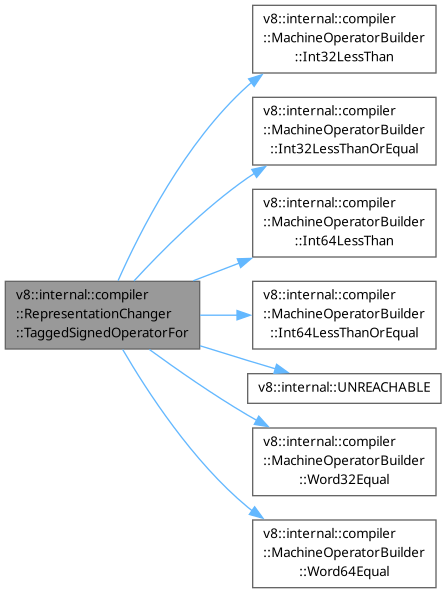 v8::internal::compiler
::MachineOperatorBuilder
::Int32LessThan
v8::internal::compiler
::MachineOperatorBuilder
::Int32LessThanOrEqual
v8::internal::compiler
::MachineOperatorBuilder
::Int64LessThan
v8::internal::compiler
::RepresentationChanger
::TaggedSignedOperatorFor
v8::internal::compiler
::MachineOperatorBuilder
::Int64LessThanOrEqual
v8::internal::UNREACHABLE
v8::internal::compiler
::MachineOperatorBuilder
::Word32Equal
v8::internal::compiler
::MachineOperatorBuilder
::Word64Equal